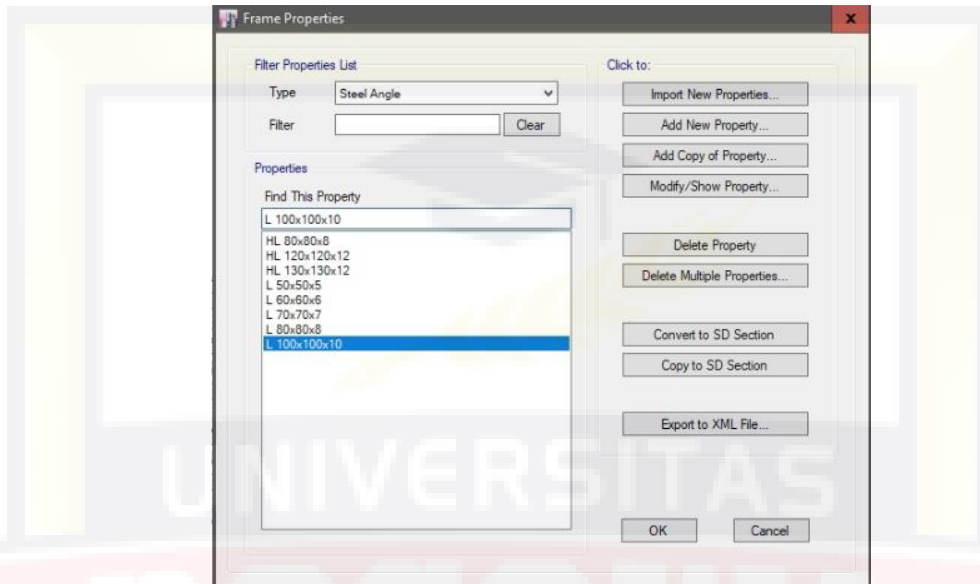 Frame Properties
X
Filter Properties List
Type
Steel Angle
Filter
Clear
Properties
Find This Property
L 100x100x10
HL 80x80x8
HL 120x120x12
HL 130x130x12
L 50x50x5
L 60x60x6
L 70x70x7
L 80x80x8
L 100x100x10
Click to:
Import New Properties...
Add New Property...
Add Copy of Property...
Modify/Show Property...
Delete Property
Delete Multiple Properties...
Convert to SD Section
Copy to SD Section
Export to XML File...
OK
Cancel
UNIVERSITAS